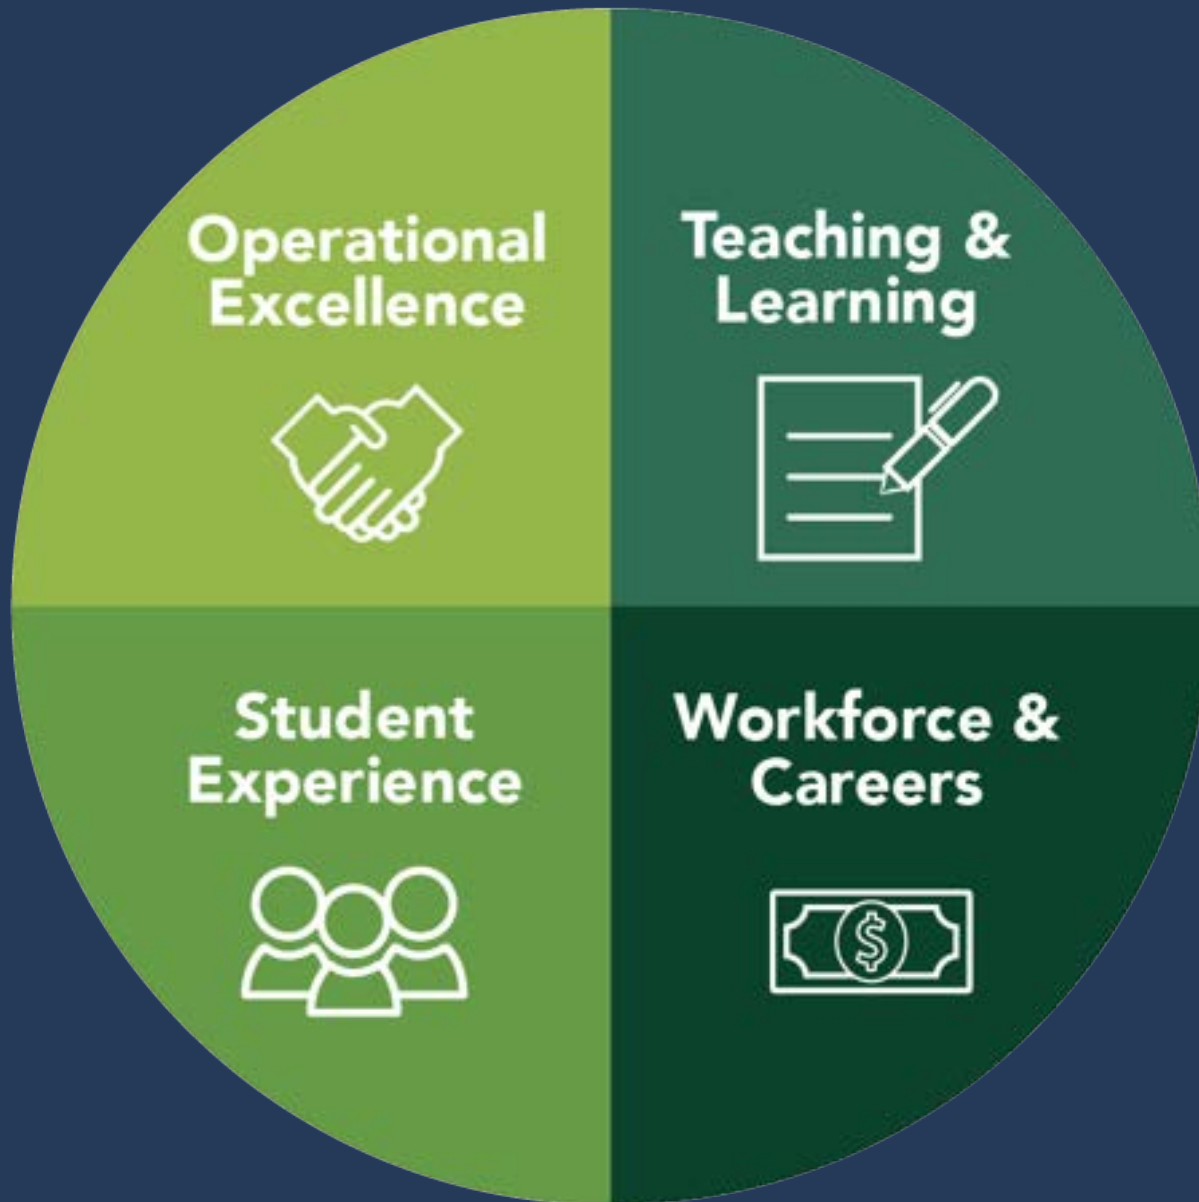 Operational
Excellence
Teaching &
Learning
Student
Experience
Workforce &
Careers
$